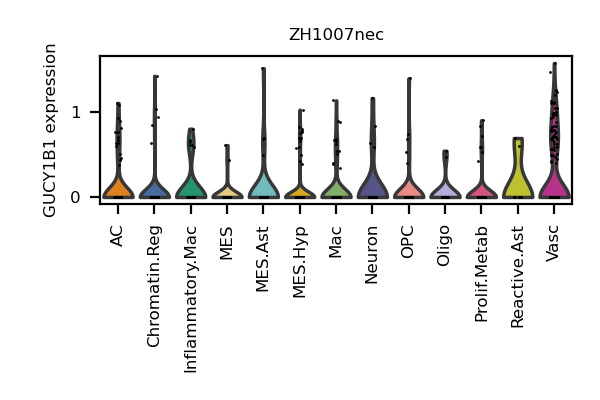 ZH1007nec
GUCY1B1 expression
1
0
AC
Chromatin.Reg
Inflammatory.Mac
MES
MES.Ast
MES.Hyp
Mac
Neuron
OPC
Oligo
Prolif.Metab
Reactive.Ast
Vasc